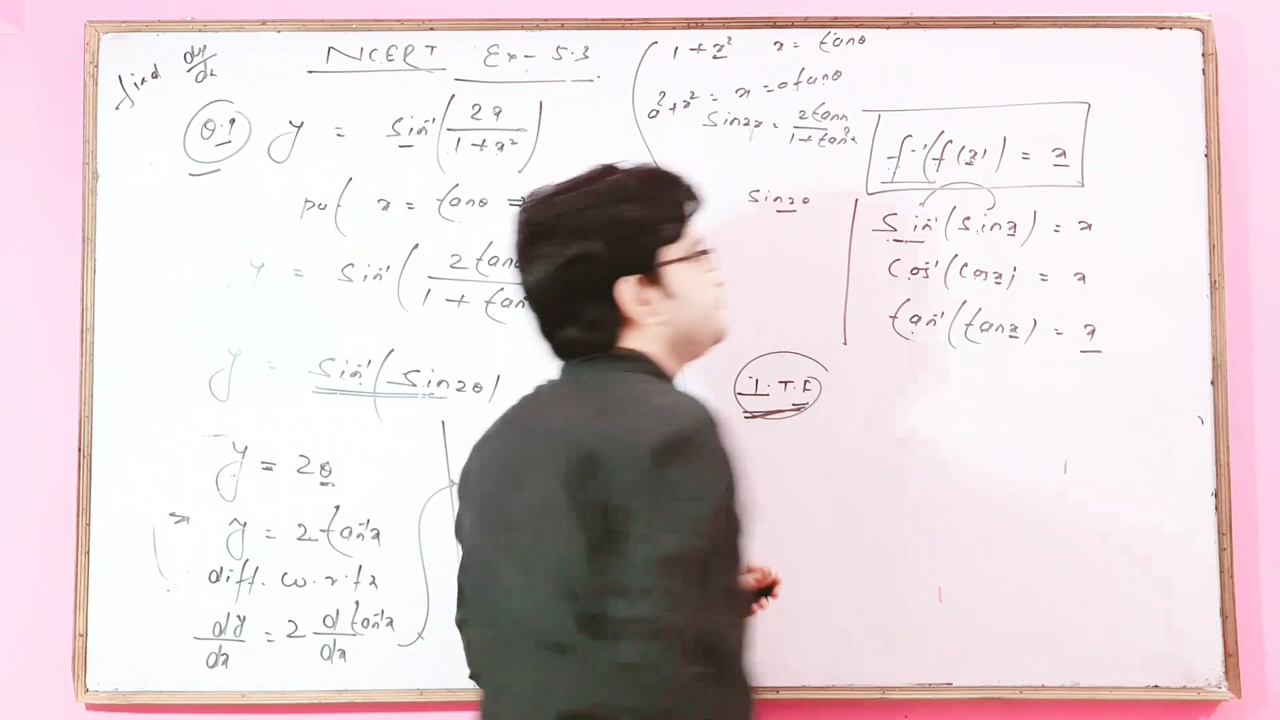 find dy/dx
NCERT Ex-5.3
Q.9 y = sin⁻¹(2x/1+x²)
put x = tanθ ⇒
y = sin⁻¹(2tan
1 + tan
y = sin⁻¹(sin2θ)
y = 2θ
y = 2tan⁻¹x
diff. w.r.t x
dy/dx = 2 d tan⁻¹x/dx
1 + x² x = tanθ
a² + x² = x = a tanθ
Sin2x = 2tanx/1+tan²x
Sin2θ
I.T.F
f⁻¹(f(x)) = x
Sin⁻¹(sinx) = x
Cos⁻¹(cosx) = x
tan⁻¹(tanx) = x